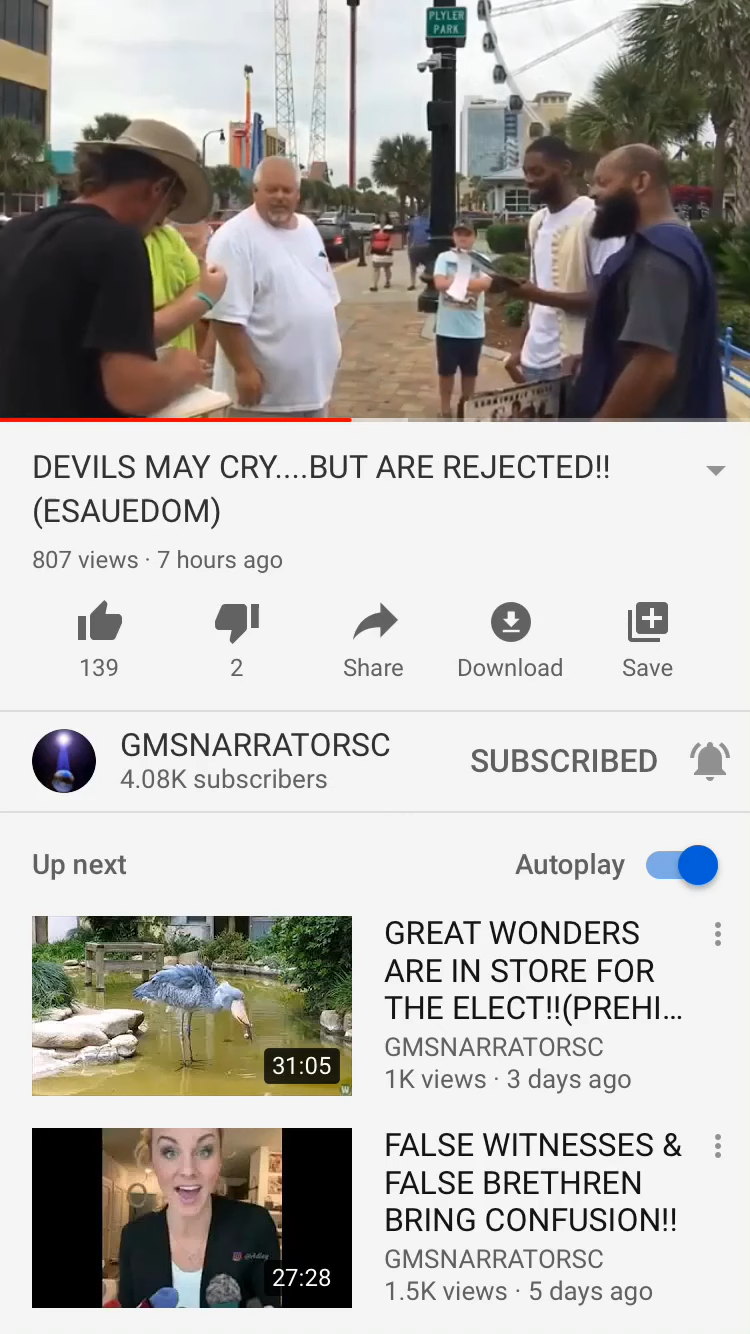 PLYLER
PARK
DEVILS MAY CRY....BUT ARE REJECTED!!
(ESAUEDOM)
807 views · 7 hours ago
139
2
Share
Download
Save
GMSNARRATORSC
4.08K subscribers
SUBSCRIBED
Up next
Autoplay
31:05
GREAT WONDERS
ARE IN STORE FOR
THE ELECT!!(PREHI...
GMSNARRATORSC
1K views · 3 days ago
27:28
FALSE WITNESSES &
FALSE BRETHREN
BRING CONFUSION!!
GMSNARRATORSC
1.5K views · 5 days ago